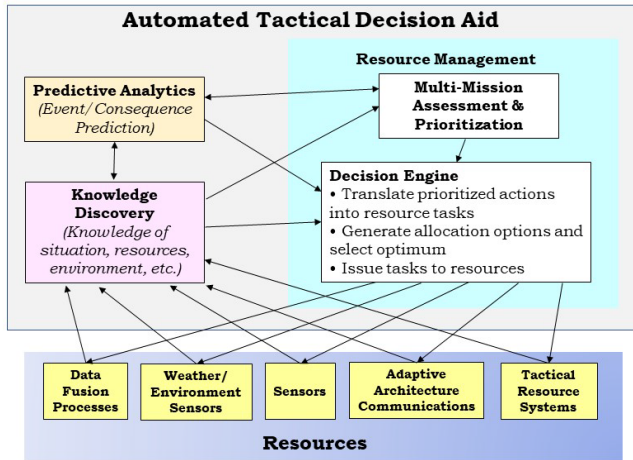 Automated Tactical Decision Aid
Resource Management
Predictive Analytics
(Event/Consequence
Prediction)
Multi-Mission
Assessment &
Prioritization
Knowledge
Discovery
(Knowledge of
situation, resources,
environment, etc.)
Decision Engine
• Translate prioritized actions
into resource tasks
• Generate allocation options and
select optimum
• Issue tasks to resources
Data
Fusion
Processes
Weather/
Environment
Sensors
Sensors
Adaptive
Architecture
Communications
Tactical
Resource
Systems
Resources